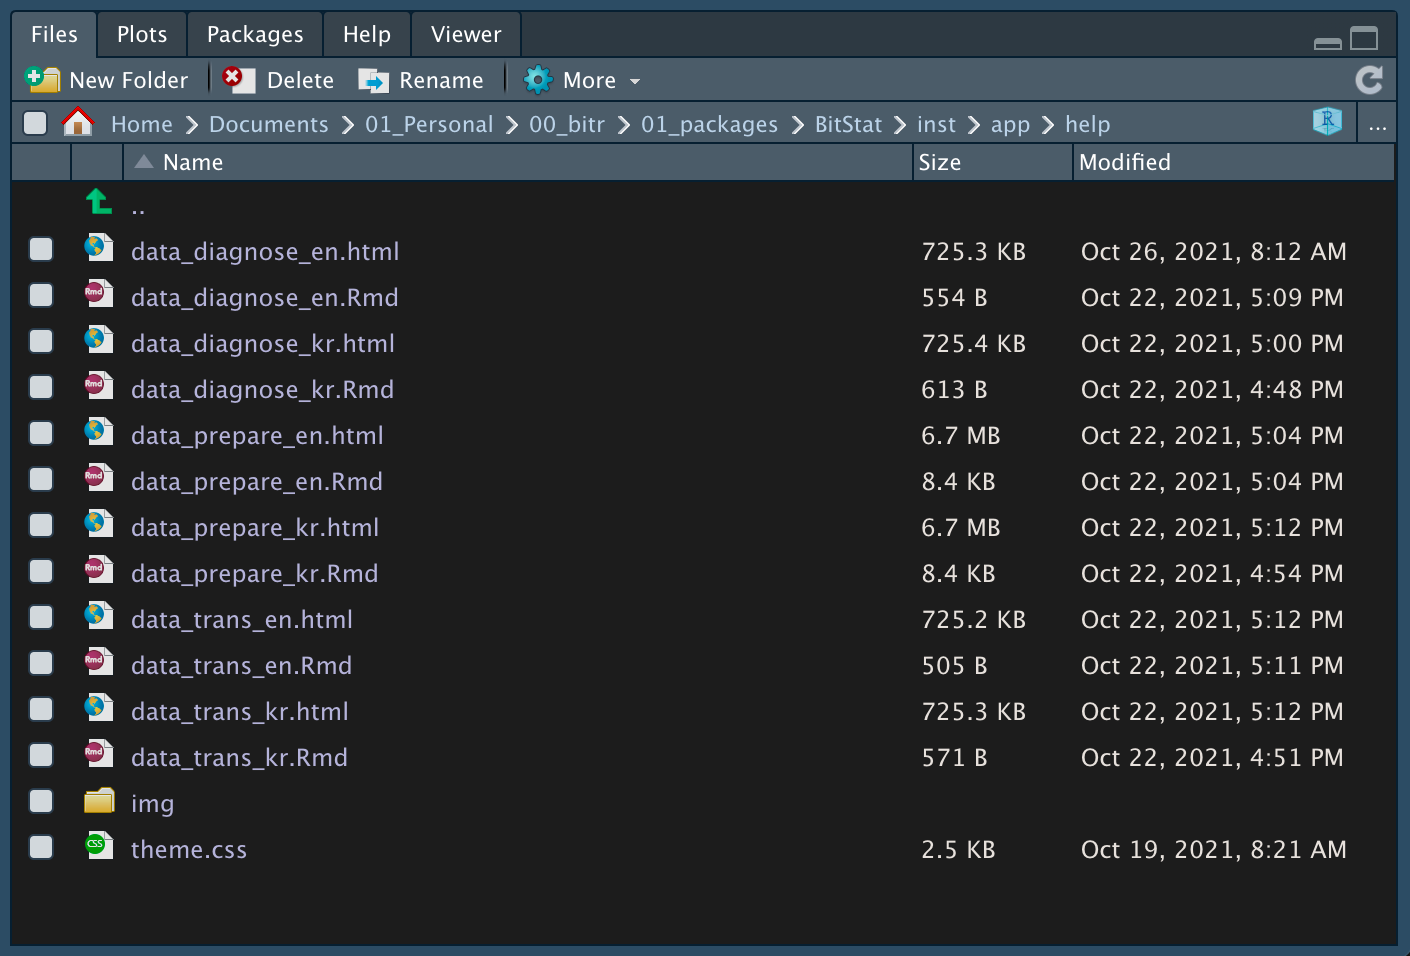 Files Plots Packages Help Viewer
New Folder Delete Rename More
Home Documents 01_Personal 00_bitr 01_packages BitStat inst app help R ...
Name Size Modified
..
data_diagnose_en.html 725.3 KB Oct 26, 2021, 8:12 AM
Rmd data_diagnose_en.Rmd 554 B Oct 22, 2021, 5:09 PM
data_diagnose_kr.html 725.4 KB Oct 22, 2021, 5:00 PM
Rmd data_diagnose_kr.Rmd 613 B Oct 22, 2021, 4:48 PM
data_prepare_en.html 6.7 MB Oct 22, 2021, 5:04 PM
Rmd data_prepare_en.Rmd 8.4 KB Oct 22, 2021, 5:04 PM
data_prepare_kr.html 6.7 MB Oct 22, 2021, 5:12 PM
Rmd data_prepare_kr.Rmd 8.4 KB Oct 22, 2021, 4:54 PM
data_trans_en.html 725.2 KB Oct 22, 2021, 5:12 PM
Rmd data_trans_en.Rmd 505 B Oct 22, 2021, 5:11 PM
data_trans_kr.html 725.3 KB Oct 22, 2021, 5:12 PM
Rmd data_trans_kr.Rmd 571 B Oct 22, 2021, 4:51 PM
img
CSS theme.css 2.5 KB Oct 19, 2021, 8:21 AM